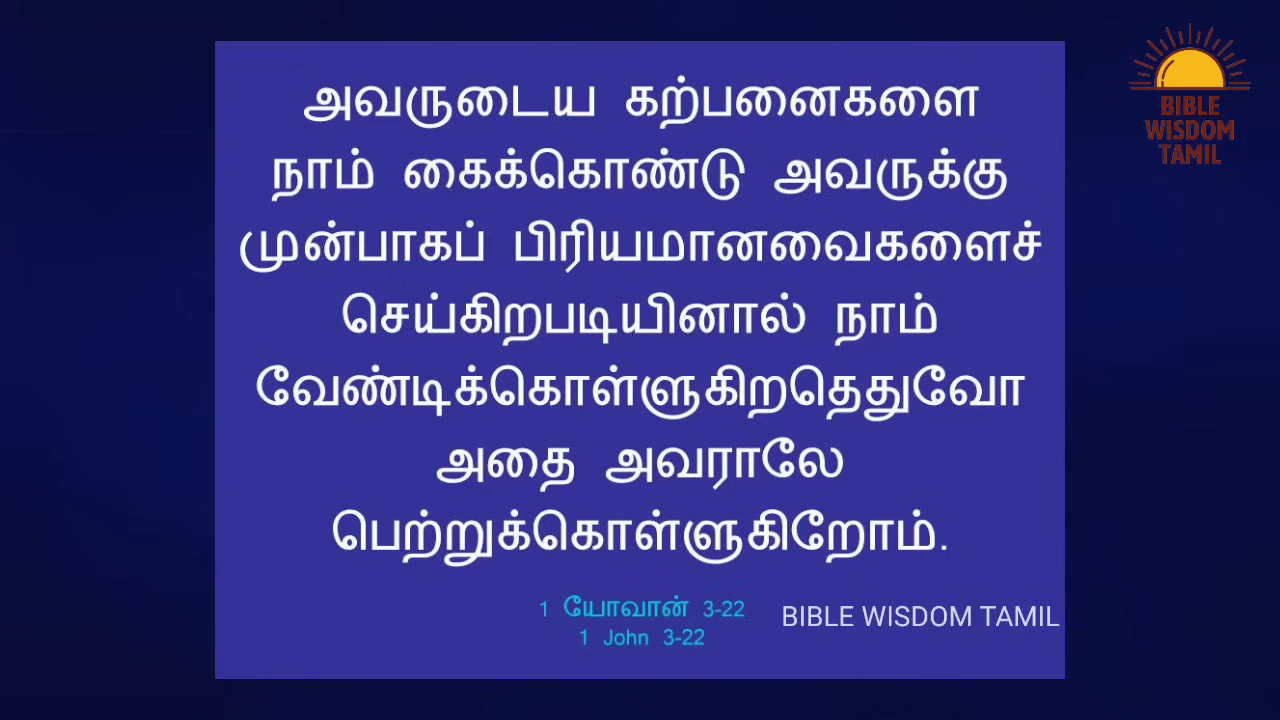 அவருடைய கற்பனைகளை
நாம் கைக்கொண்டு அவருக்கு
முன்பாகப் பிரியமானவைகளைச்
செய்கிறபடியினால் நாம்
வேண்டிக்கொள்ளுகிறதெதுவோ
அதை அவராலே
பெற்றுக்கொள்ளுகிறோம்.
1 யோவான் 3-22
1 John 3-22
BIBLE WISDOM TAMIL
BIBLE
WISDOM
TAMIL